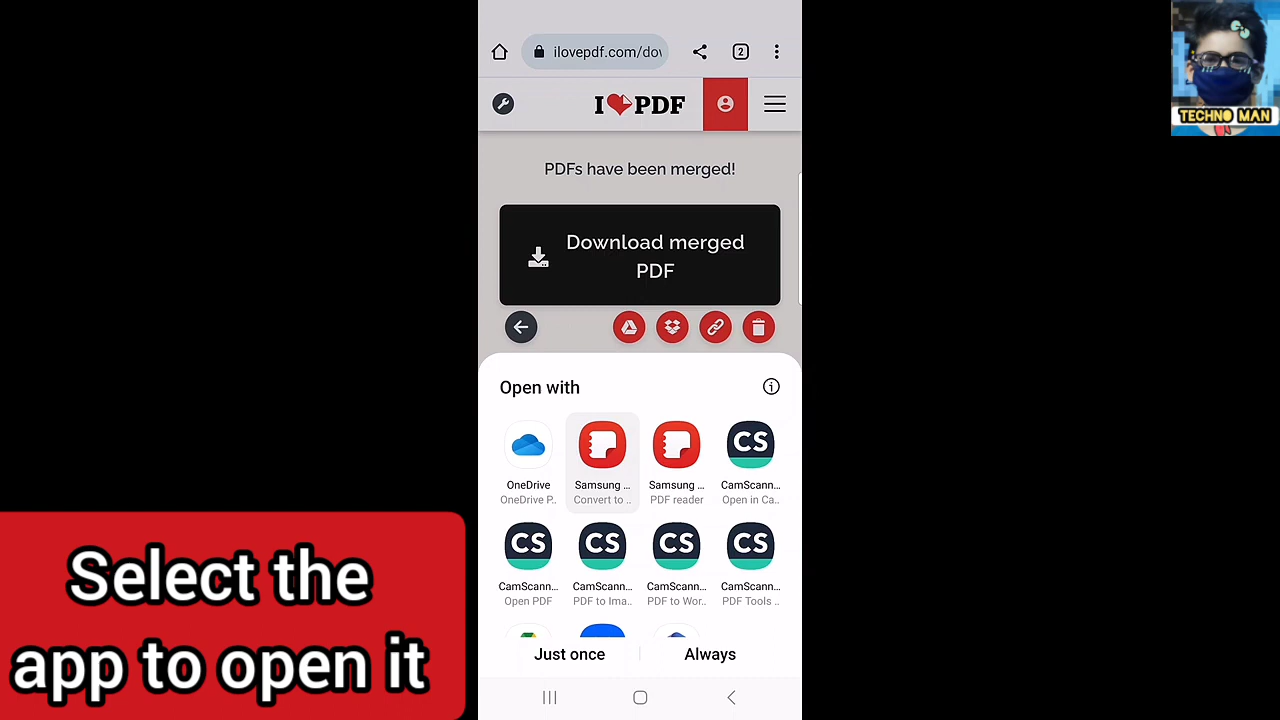 2
ilovepdf.com/dov
I PDF
TECHNO MAN
PDFs have been merged!
Download merged
PDF
Open with
OneDrive
OneDrive P..
Samsung ...
Convert to ..
Samsung ...
PDF reader
CamScann...
Open in Ca..
CS
CS
CS
CS
CS
CamScann...
Open PDF
CamScann...
PDF to Ima..
CamScann...
PDF to Wor..
CamScann...
PDF Tools ..
Just once
Always
Select the
app to open it